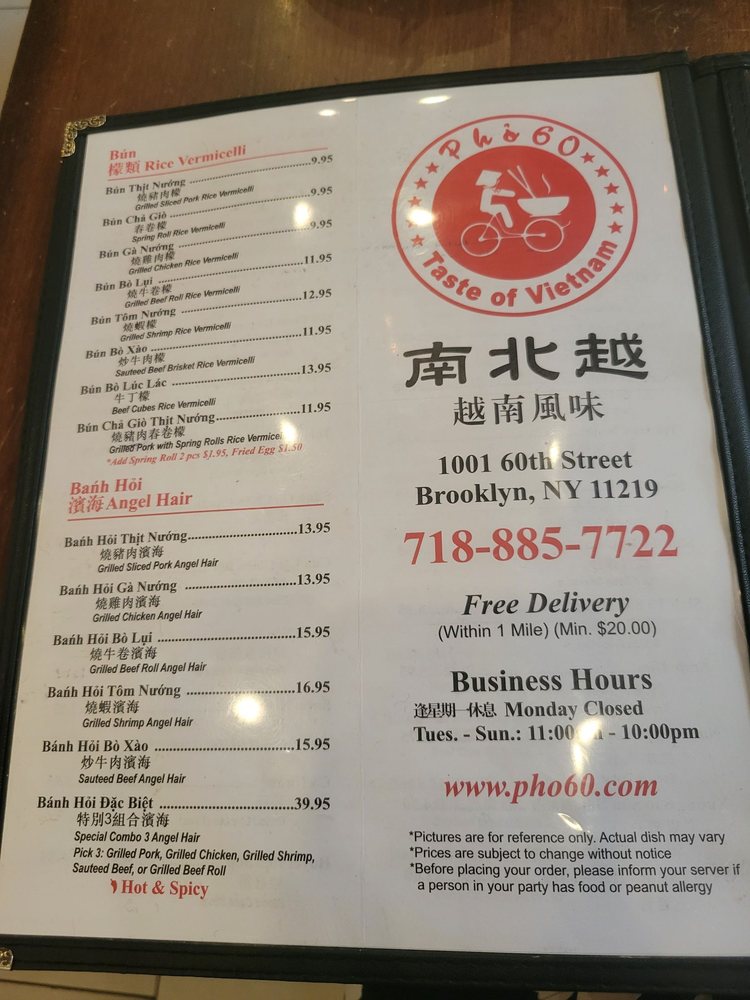 Bún
檬類 Rice Vermicelli
Bún Thịt Nướng ........ 9.95
燒豬肉檬
Grilled Sliced Pork Rice Vermicelli
Bún Chả Giò ........ 9.95
春卷檬
Spring Roll Rice Vermicelli
Bún Gà Nướng ........ 9.95
燒雞肉檬
Grilled Chicken Rice Vermicelli
Bún Bò Lụi ........ 11.95
燒牛卷檬
Grilled Beef Roll Rice Vermicelli
Bún Tôm Nướng ........ 12.95
燒蝦檬
Grilled Shrimp Rice Vermicelli
Bún Bò Xào ........ 11.95
炒牛肉檬
Sauteed Beef Brisket Rice Vermicelli
Bún Bò Lúc Lác ........ 13.95
牛丁檬
Beef Cubes Rice Vermicelli
Bún Chả Giò Thịt Nướng ........ 11.95
燒豬肉春卷檬
Grilled Pork with Spring Rolls Rice Vermicelli
*Add Spring Roll 2 pcs $1.95, Fried Egg $1.50
Bánh Hỏi
濱海 Angel Hair
Bánh Hỏi Thịt Nướng ........ 13.95
燒豬肉濱海
Grilled Sliced Pork Angel Hair
Bánh Hỏi Gà Nướng ........ 13.95
燒雞肉濱海
Grilled Chicken Angel Hair
Bánh Hỏi Bò Lụi ........ 15.95
燒牛卷濱海
Grilled Beef Roll Angel Hair
Bánh Hỏi Tôm Nướng ........ 16.95
燒蝦濱海
Grilled Shrimp Angel Hair
Bánh Hỏi Bò Xào ........ 15.95
炒牛肉濱海
Sauteed Beef Angel Hair
Bánh Hỏi Đặc Biệt ........ 39.95
特別3組合濱海
Special Combo 3 Angel Hair
Pick 3: Grilled Pork, Grilled Chicken, Grilled Shrimp,
Sauteed Beef, or Grilled Beef Roll
Hot & Spicy
Phở 60
Taste of Vietnam
南北越
越南風味
1001 60th Street
Brooklyn, NY 11219
718-885-7722
Free Delivery
(Within 1 Mile) (Min. $20.00)
Business Hours
逢星期一休息 Monday Closed
Tues. - Sun.: 11:00am - 10:00pm
www.pho60.com
*Pictures are for reference only. Actual dish may vary
*Prices are subject to change without notice
*Before placing your order, please inform your server if
a person in your party has food or peanut allergy